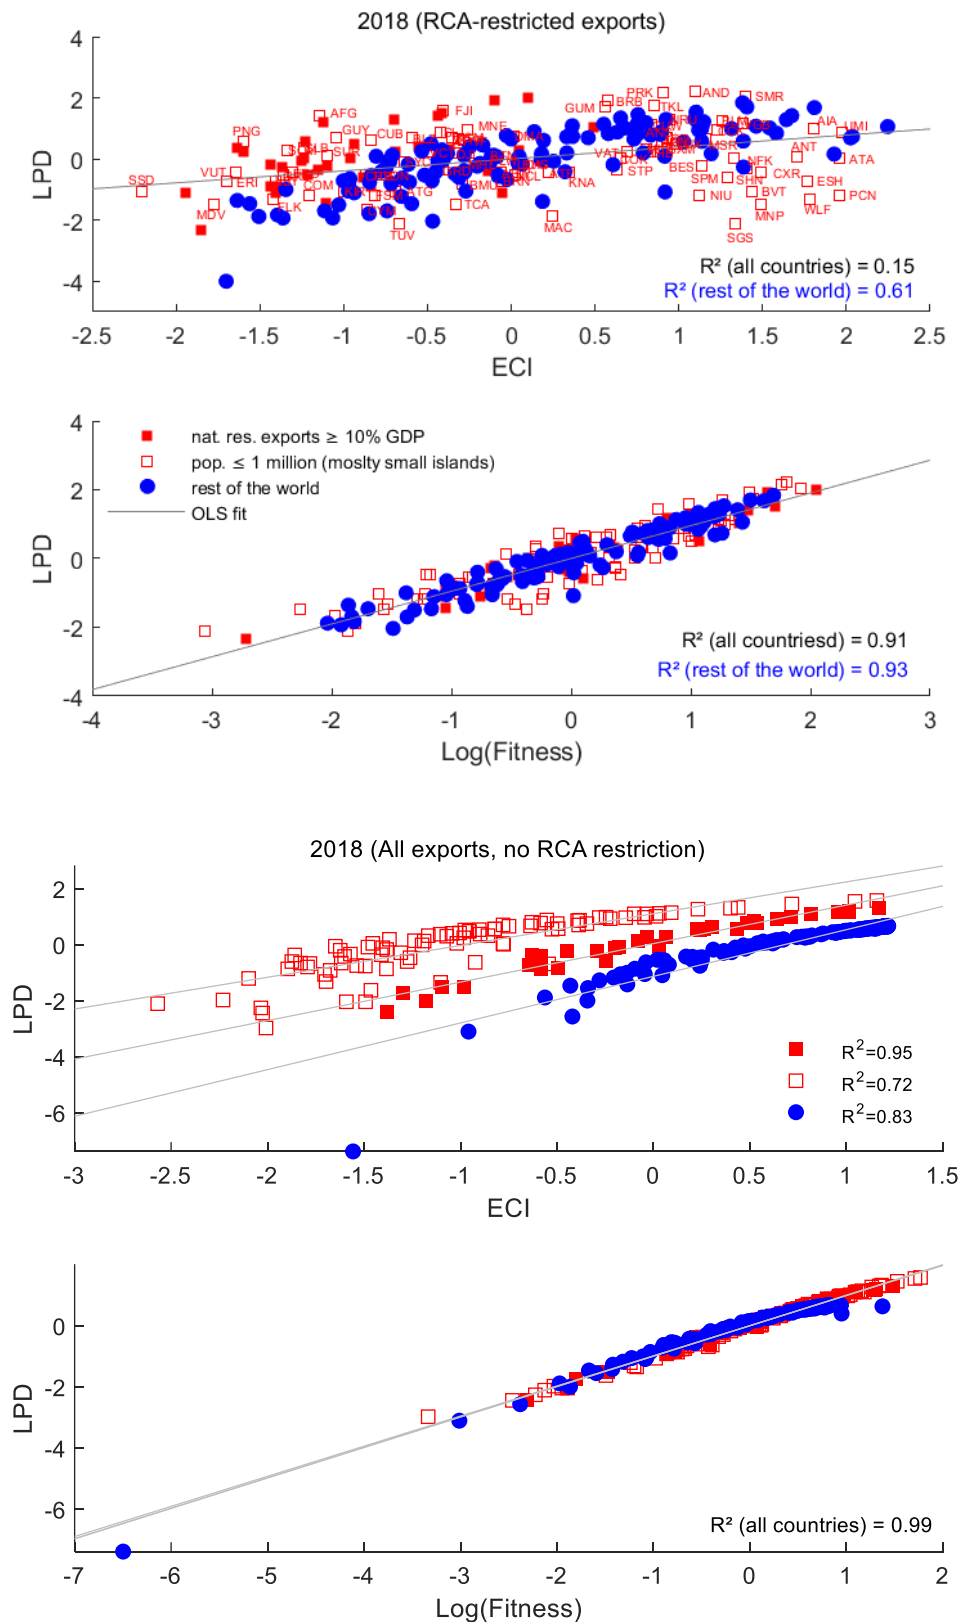 2018 (RCA-restricted exports)
4
2
0
-2
-4
LPD
PRK
AND
SMR
GUM
BRB
TKL
AFG
FJI
PNG
GUY
CUB
MNE
AIA
UMI
MSR
ANT
VAT
NFK
ATA
VUT
ERI
STP
BES
CXR
SSD
COM
KNA
SPM
SHN
ESH
ATG
BMU
NIU
BVT
PCN
MDV
FLK
TCA
MNP
WLF
MAC
TUV
SGS
R² (all countries) = 0.15
R² (rest of the world) = 0.61
-2.5
-2
-1.5
-1
-0.5
0
0.5
1
1.5
2
2.5
ECI
4
2
0
-2
-4
LPD
nat. res. exports ≥ 10% GDP
pop. ≤ 1 million (moslty small islands)
rest of the world
OLS fit
R² (all countriesd) = 0.91
R² (rest of the world) = 0.93
-4
-3
-2
-1
0
1
2
3
Log(Fitness)
2018 (All exports, no RCA restriction)
2
0
-2
-4
-6
LPD
R²=0.95
R²=0.72
R²=0.83
-3
-2.5
-2
-1.5
-1
-0.5
0
0.5
1
1.5
ECI
0
-2
-4
-6
LPD
R² (all countries) = 0.99
-7
-6
-5
-4
-3
-2
-1
0
1
2
Log(Fitness)